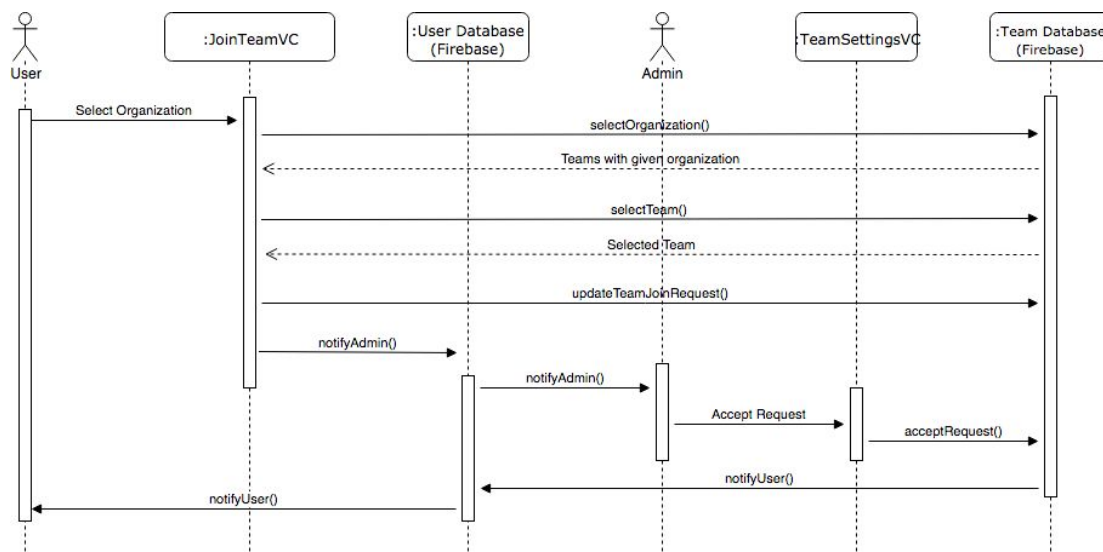 :JoinTeamVC
:User Database
(Firebase)
:TeamSettingsVC
:Team Database
(Firebase)
User
Admin
Select Organization
selectOrganization()
Teams with given organization
selectTeam()
Selected Team
updateTeamJoinRequest()
notifyAdmin()
notifyAdmin()
Accept Request
acceptRequest()
notifyUser()
notifyUser()